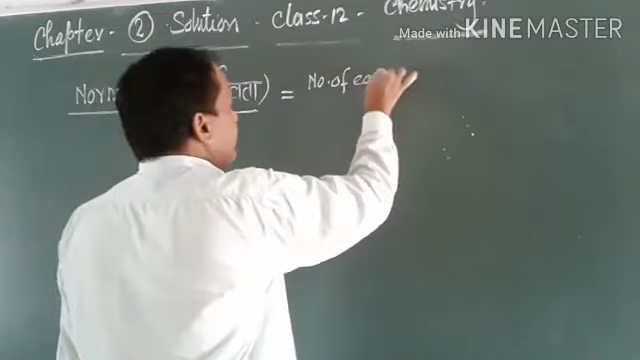 Chapter - 2 Solution - Class-12 - Chemistry.
Made with KINEMASTER
= No. of